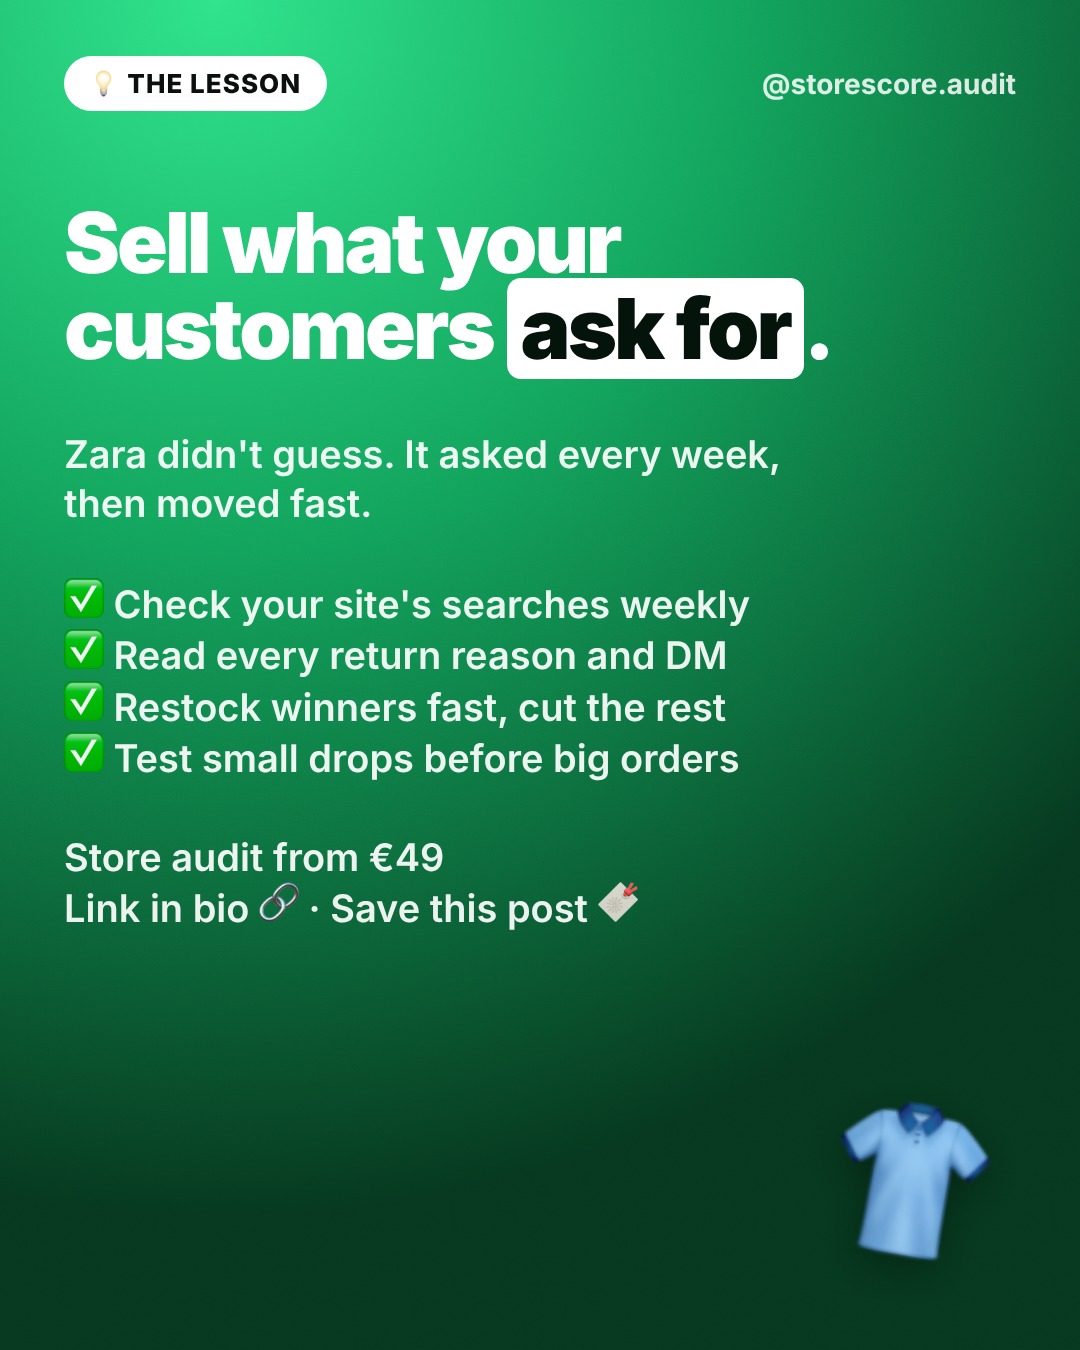 💡 THE LESSON
@storescore.audit
Sell what your
customers ask for.
Zara didn't guess. It asked every week,
then moved fast.
✅ Check your site's searches weekly
✅ Read every return reason and DM
✅ Restock winners fast, cut the rest
✅ Test small drops before big orders
Store audit from €49
Link in bio 🔗 · Save this post 🔖